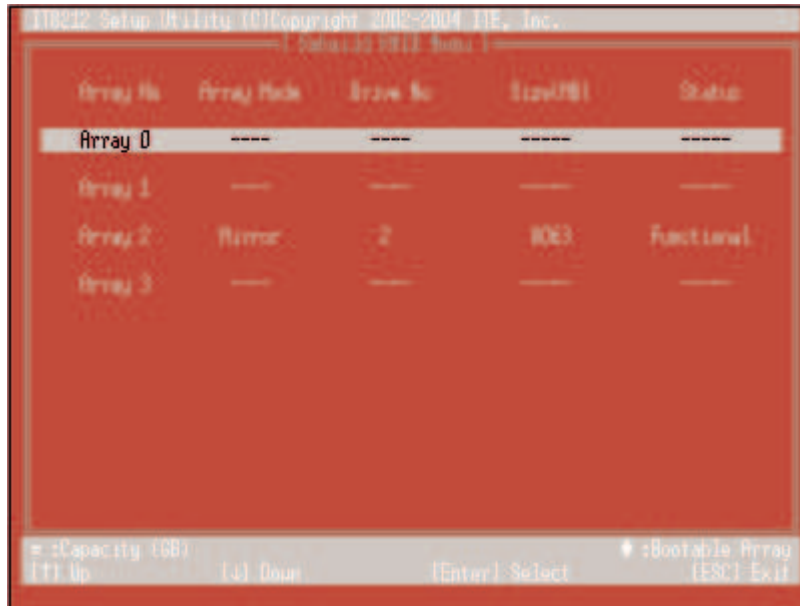 IT8212 Setup Utility (C)Copyright 2002-2004 ITE, Inc.
Array No Array Mode Drive No Size(MB) Status
Array 0 ---- ---- ----- -----
Array 1 ---- ---- ----- -----
Array 2 Mirror 2 Functional
Array 3 ---- ---- ----- -----
:Capacity (GB) :Bootable Array
[↑] Up [↓] Down [Enter] Select [ESC] Exit